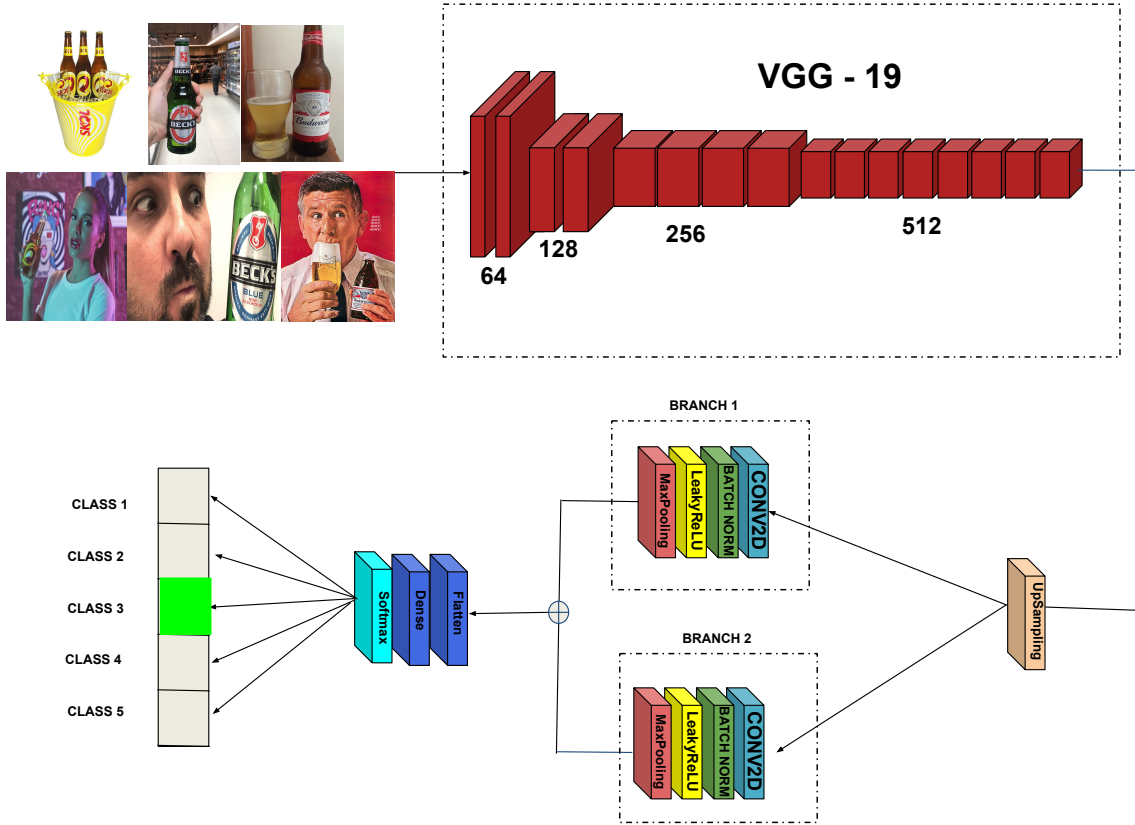 VGG - 19
SKOL
BECK'S
Budweiser
64
128
256
512
BECK'S
BLUE
BRANCH 1
MaxPooling
LeakyReLU
BATCH NORM
CONV2D
CLASS 1
CLASS 2
CLASS 3
CLASS 4
CLASS 5
Softmax
Dense
Flatten
UpSampling
BRANCH 2
MaxPooling
LeakyReLU
BATCH NORM
CONV2D